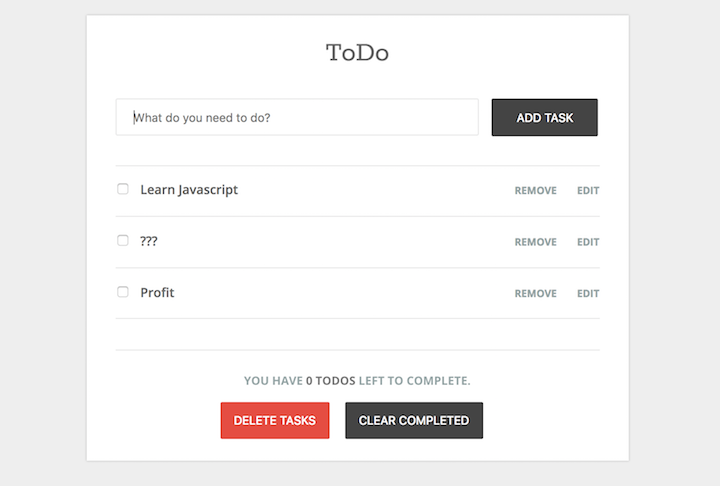 ToDo
What do you need to do?
ADD TASK
Learn Javascript
REMOVE EDIT
???
REMOVE EDIT
Profit
REMOVE EDIT
YOU HAVE 0 TODOS LEFT TO COMPLETE.
DELETE TASKS
CLEAR COMPLETED